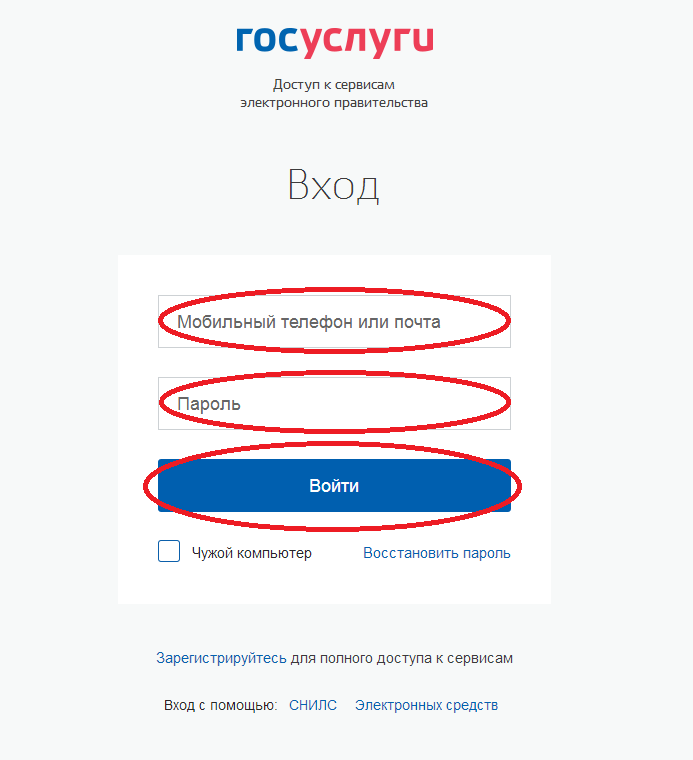 госуслуги
Доступ к сервисам
электронного правительства
Вход
Мобильный телефон или почта
Пароль
Войти
Чужой компьютер Восстановить пароль
Зарегистрируйтесь для полного доступа к сервисам
Вход с помощью: СНИЛС Электронных средств